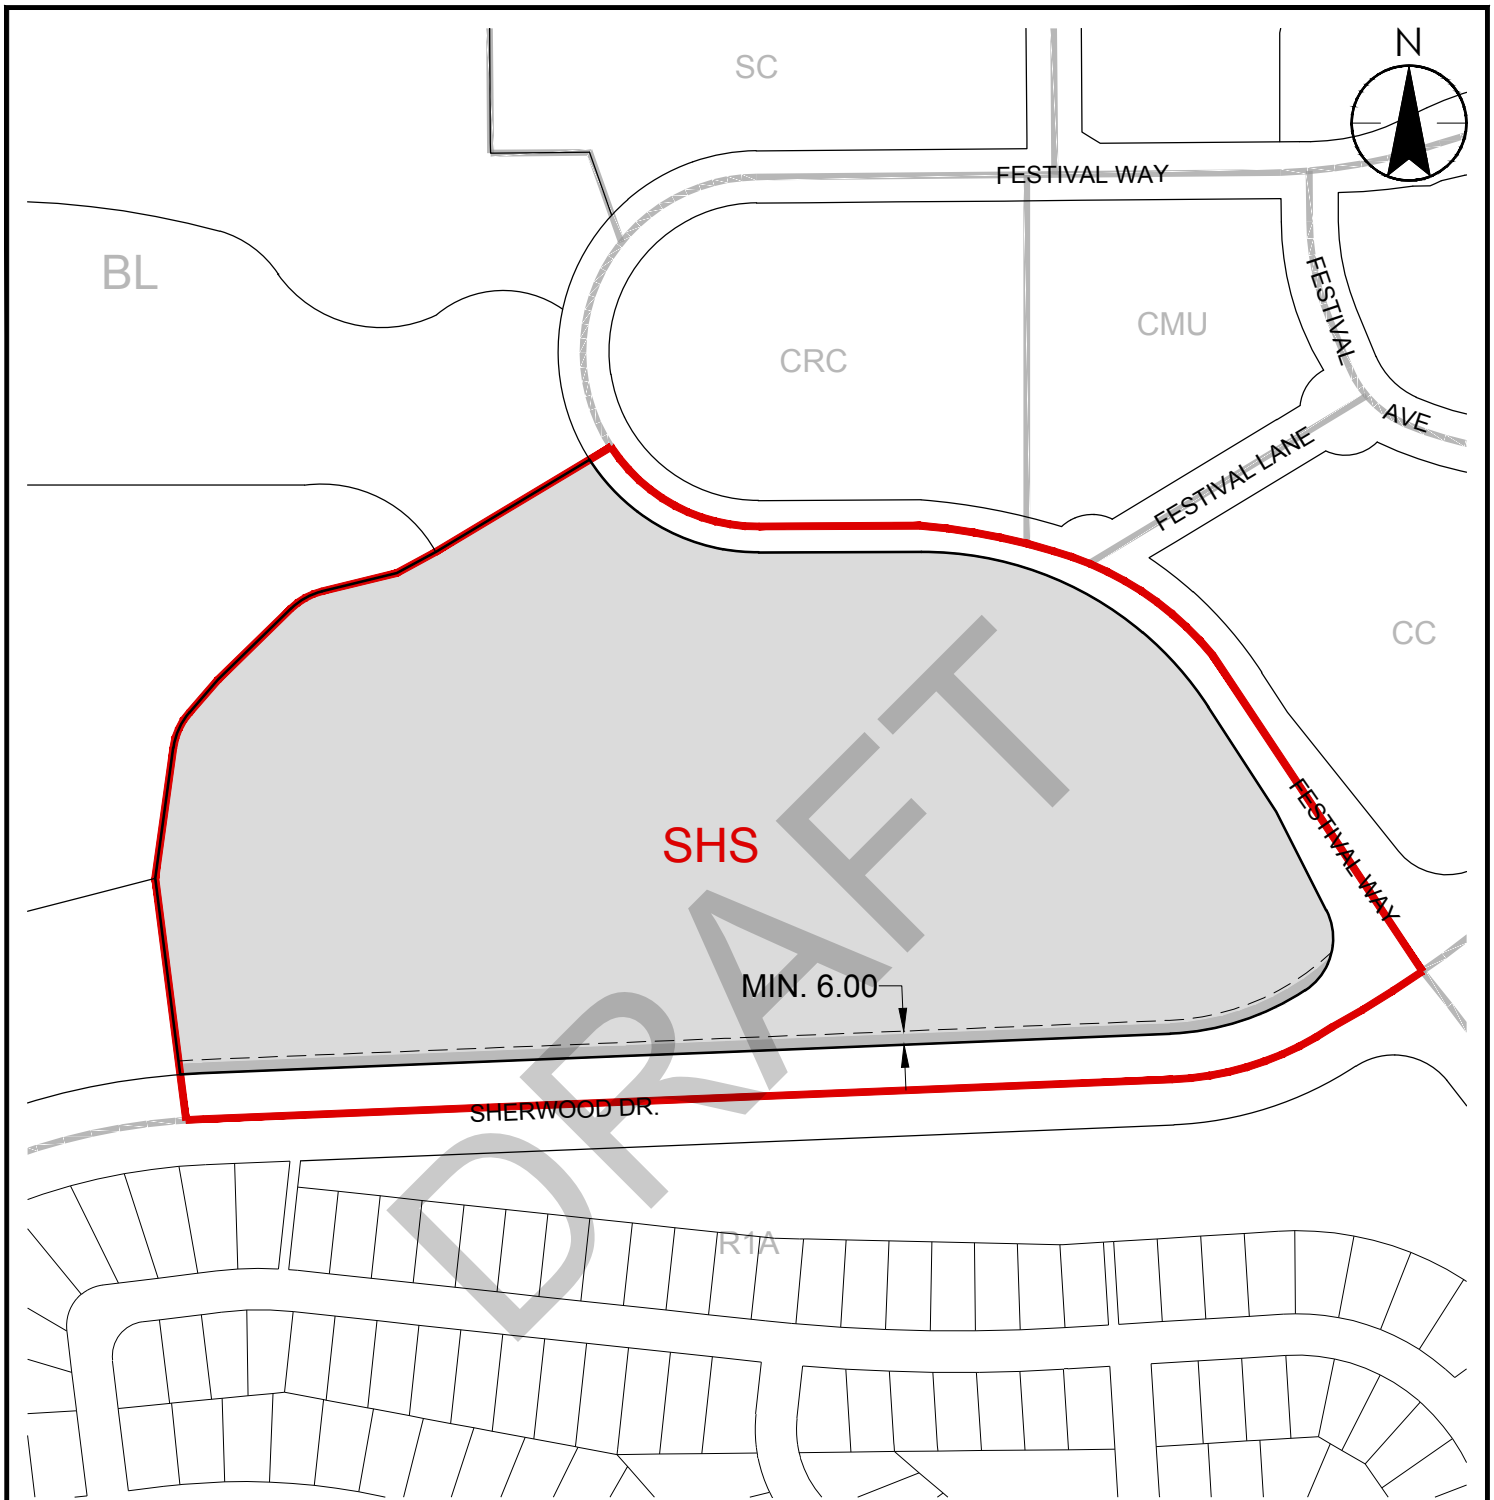 N
SC
FESTIVAL WAY
BL
FESTIVAL
CMU
CRC
AVE
FESTIVAL LANE
CC
SHS
FESTIVAL WAY
MIN. 6.00
SHERWOOD DR.
R1A
DRAFT